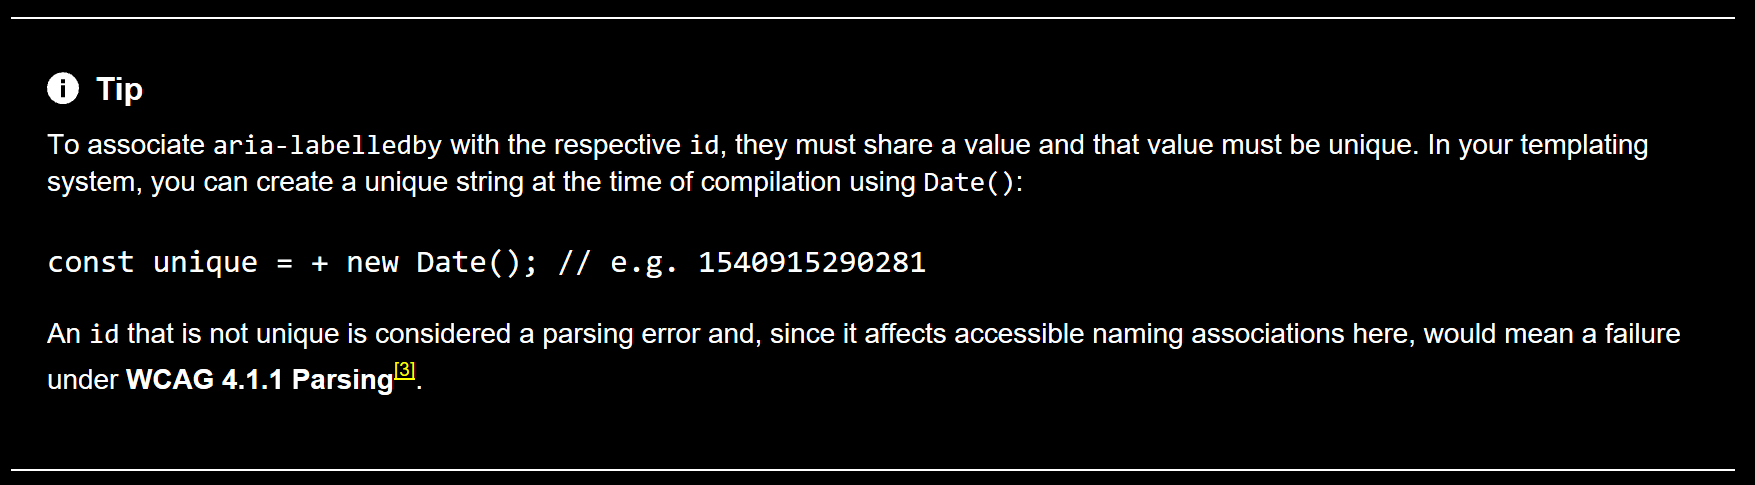 Tip
To associate aria-labelledby with the respective id, they must share a value and that value must be unique. In your templating
system, you can create a unique string at the time of compilation using Date():
const unique = + new Date(); // e.g. 1540915290281
An id that is not unique is considered a parsing error and, since it affects accessible naming associations here, would mean a failure
under WCAG 4.1.1 Parsing[3].